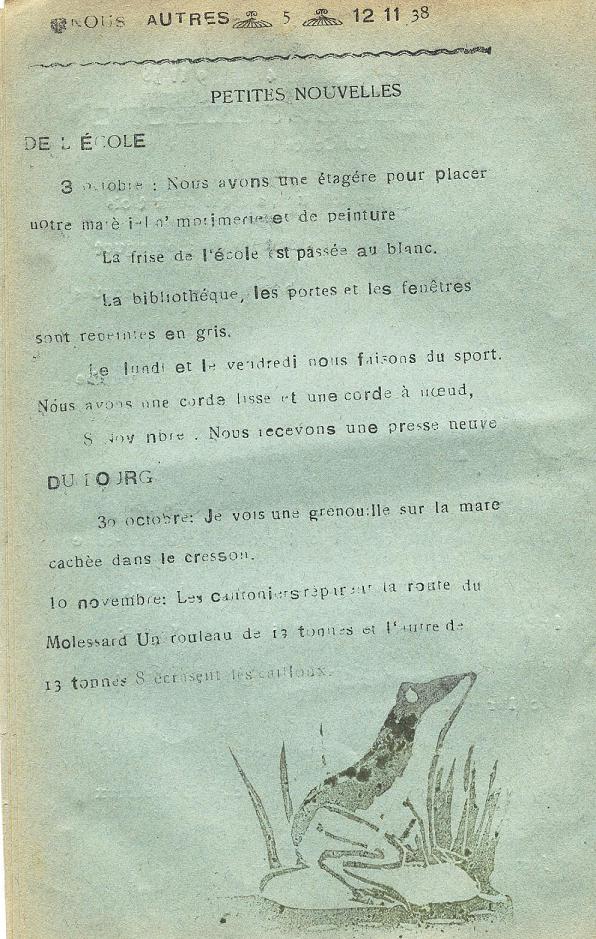 NOUS AUTRES 5 12 11 38
PETITES NOUVELLES
DE L ÉCOLE
3 octobre : Nous avons une étagére pour placer
notre et de peinture
La frise de l'école est passée au blanc.
La bibliothéque, les portes et les fenêtres
sont repeintes en gris.
Le lundi et le vendredi nous faisons du sport.
Nous avons une corde lisse et une corde à nœud,
8 Nous recevons une presse neuve
DU
30 octobre: Je vois une grenouille sur la mare
cachèe dans le cresson.
10 novembre: Les cantonniers la route du
Molessard Un rouleau de 13 tonnes et l'autre de
13 tonnes 8 écrasent les cailloux.